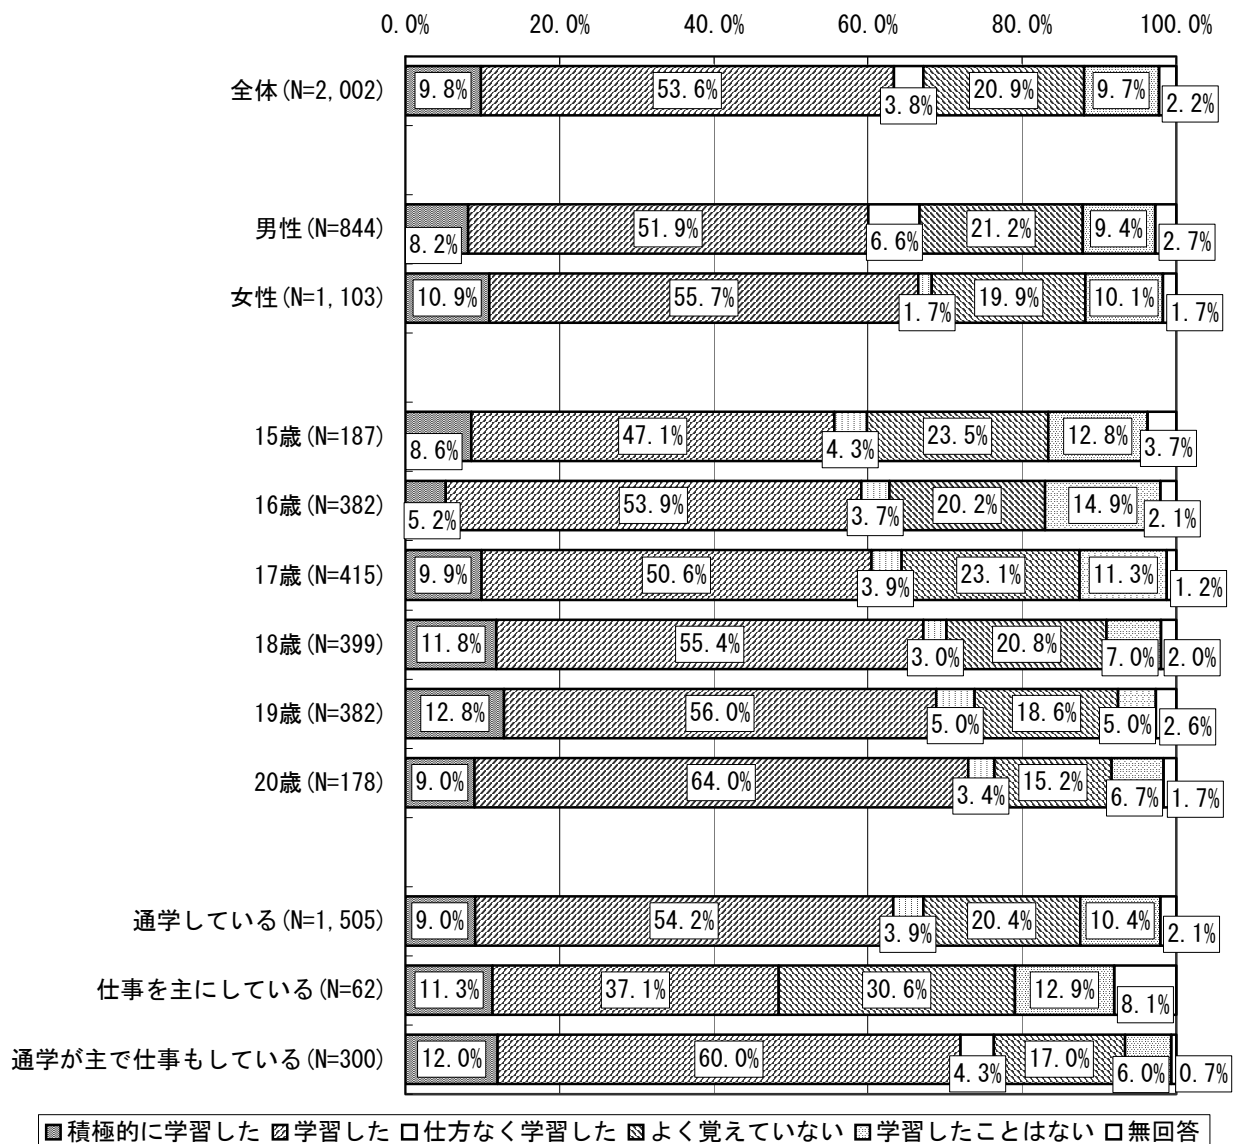 0.0% 20.0% 40.0% 60.0% 80.0% 100.0%
全体(N=2,002) 9.8% 53.6% 3.8% 20.9% 9.7% 2.2%
男性(N=844) 8.2% 51.9% 6.6% 21.2% 9.4% 2.7%
女性(N=1,103) 10.9% 55.7% 1.7% 19.9% 10.1% 1.7%
15歳(N=187) 8.6% 47.1% 4.3% 23.5% 12.8% 3.7%
16歳(N=382) 5.2% 53.9% 3.7% 20.2% 14.9% 2.1%
17歳(N=415) 9.9% 50.6% 3.9% 23.1% 11.3% 1.2%
18歳(N=399) 11.8% 55.4% 3.0% 20.8% 7.0% 2.0%
19歳(N=382) 12.8% 56.0% 5.0% 18.6% 5.0% 2.6%
20歳(N=178) 9.0% 64.0% 3.4% 15.2% 6.7% 1.7%
通学している(N=1,505) 9.0% 54.2% 3.9% 20.4% 10.4% 2.1%
仕事を主にしている(N=62) 11.3% 37.1% 30.6% 12.9% 8.1%
通学が主で仕事もしている(N=300) 12.0% 60.0% 4.3% 17.0% 6.0% 0.7%
積極的に学習した 学習した 仕方なく学習した よく覚えていない 学習したことはない 無回答